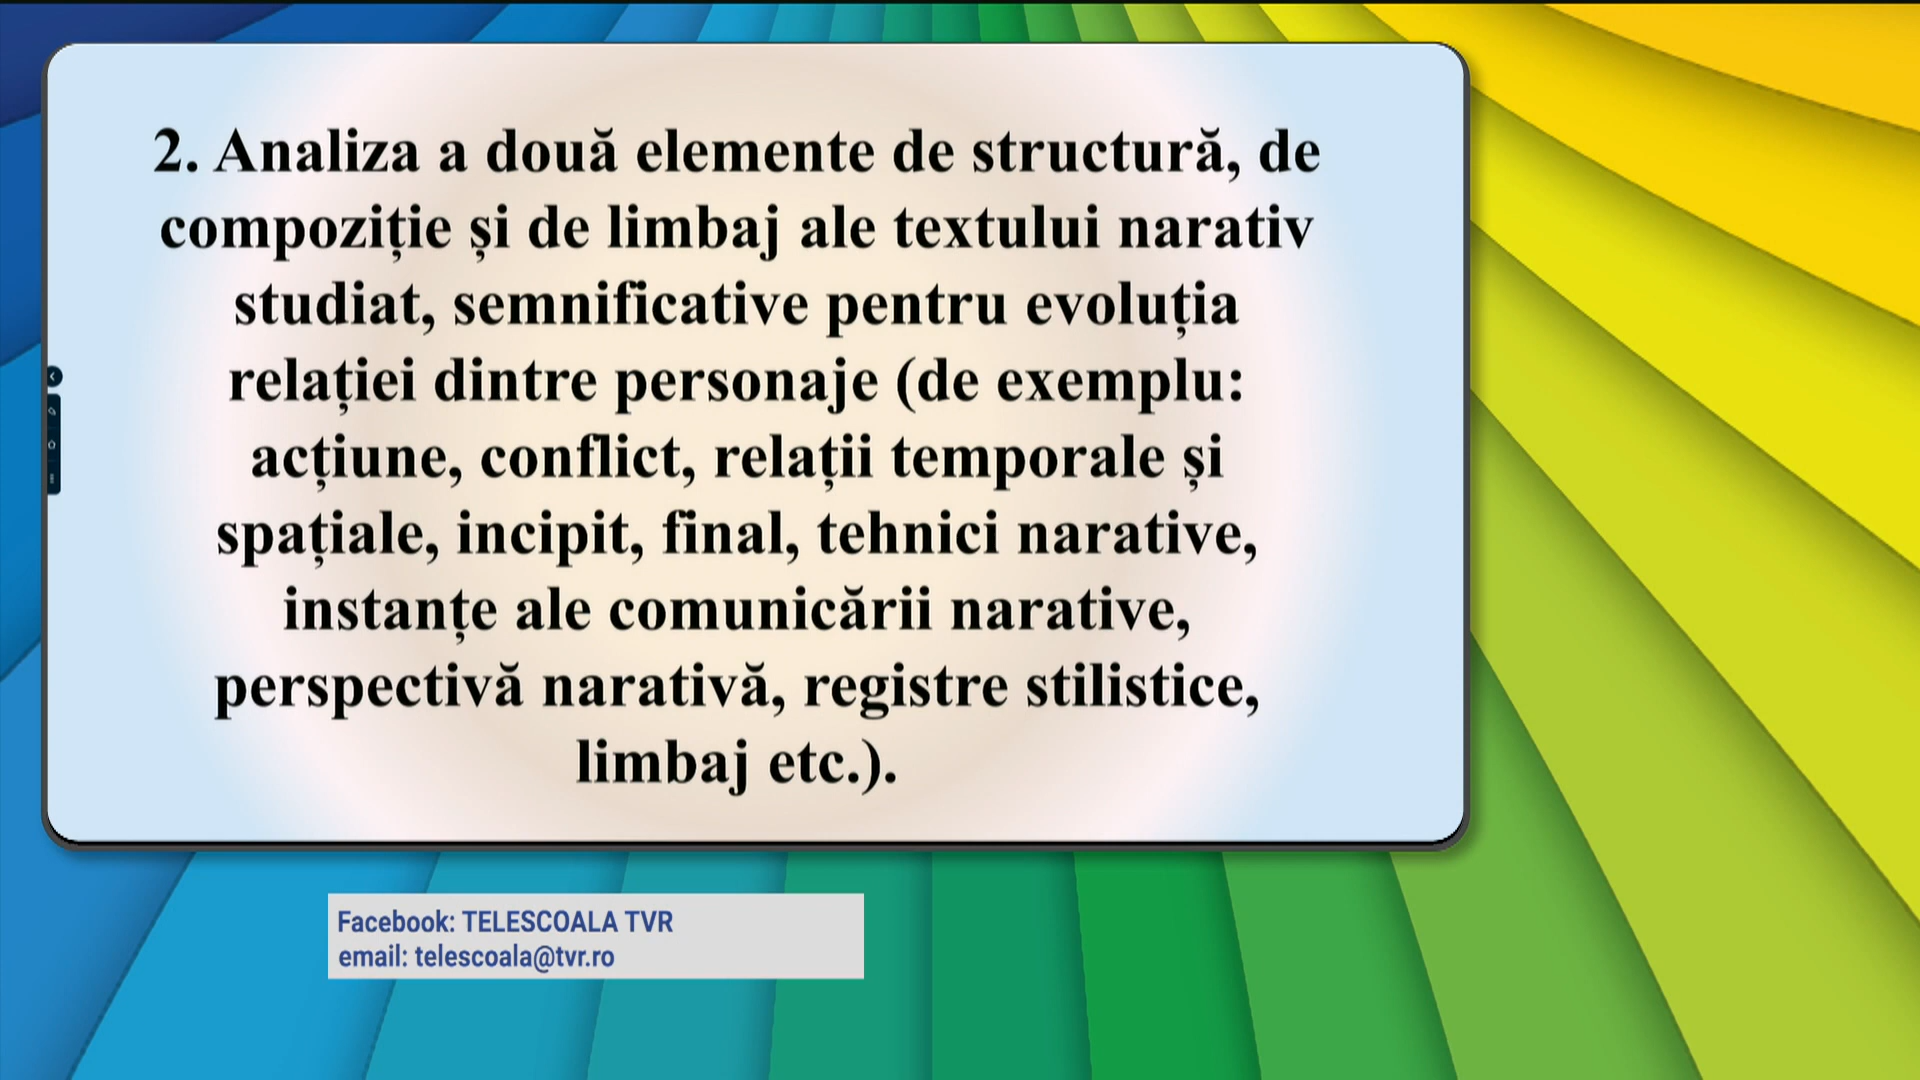 2. Analiza a două elemente de structură, de
compoziție și de limbaj ale textului narativ
studiat, semnificative pentru evoluția
relației dintre personaje (de exemplu:
acțiune, conflict, relații temporale și
spațiale, incipit, final, tehnici narative,
instanțe ale comunicării narative,
perspectivă narativă, registre stilistice,
limbaj etc.).
Facebook: TELESCOALA TVR
email: telescoala@tvr.ro